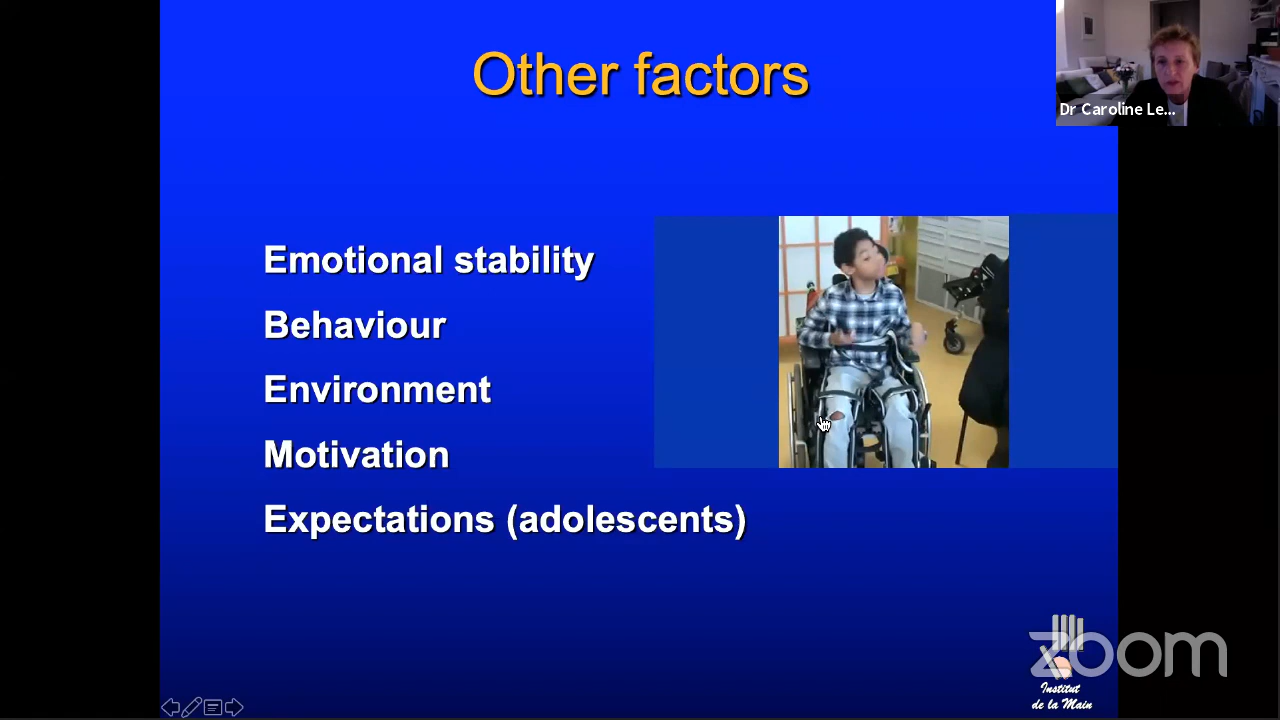 Other factors
Dr Caroline Le...
Emotional stability
Behaviour
Environment
Motivation
Expectations (adolescents)
zoom
Institut
de la Main